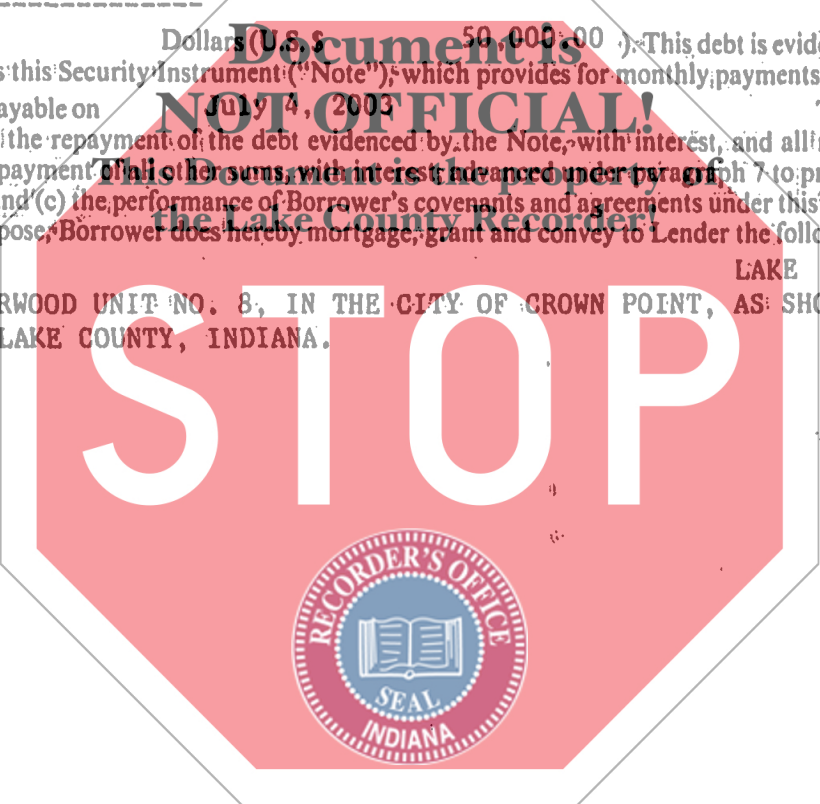 Dollars (U.S.$ 50,000.00 ). This debt is evid
Document is
s this Security Instrument ("Note"), which provides for monthly payments
ayable on July 4, 2003
NOT OFFICIAL!
the repayment of the debt evidenced by the Note, with interest, and all
payment of all other sums, with interest, advanced under paragraph 7 to pr
This Document is the property of
nd (c) the performance of Borrower's covenants and agreements under this
the Lake County Recorder!
pose, Borrower does hereby mortgage, grant and convey to Lender the follo
LAKE
RWOOD UNIT NO. 8, IN THE CITY OF CROWN POINT, AS SHO
LAKE COUNTY, INDIANA.
STOP
RECORDER'S OFFICE
SEAL
INDIANA